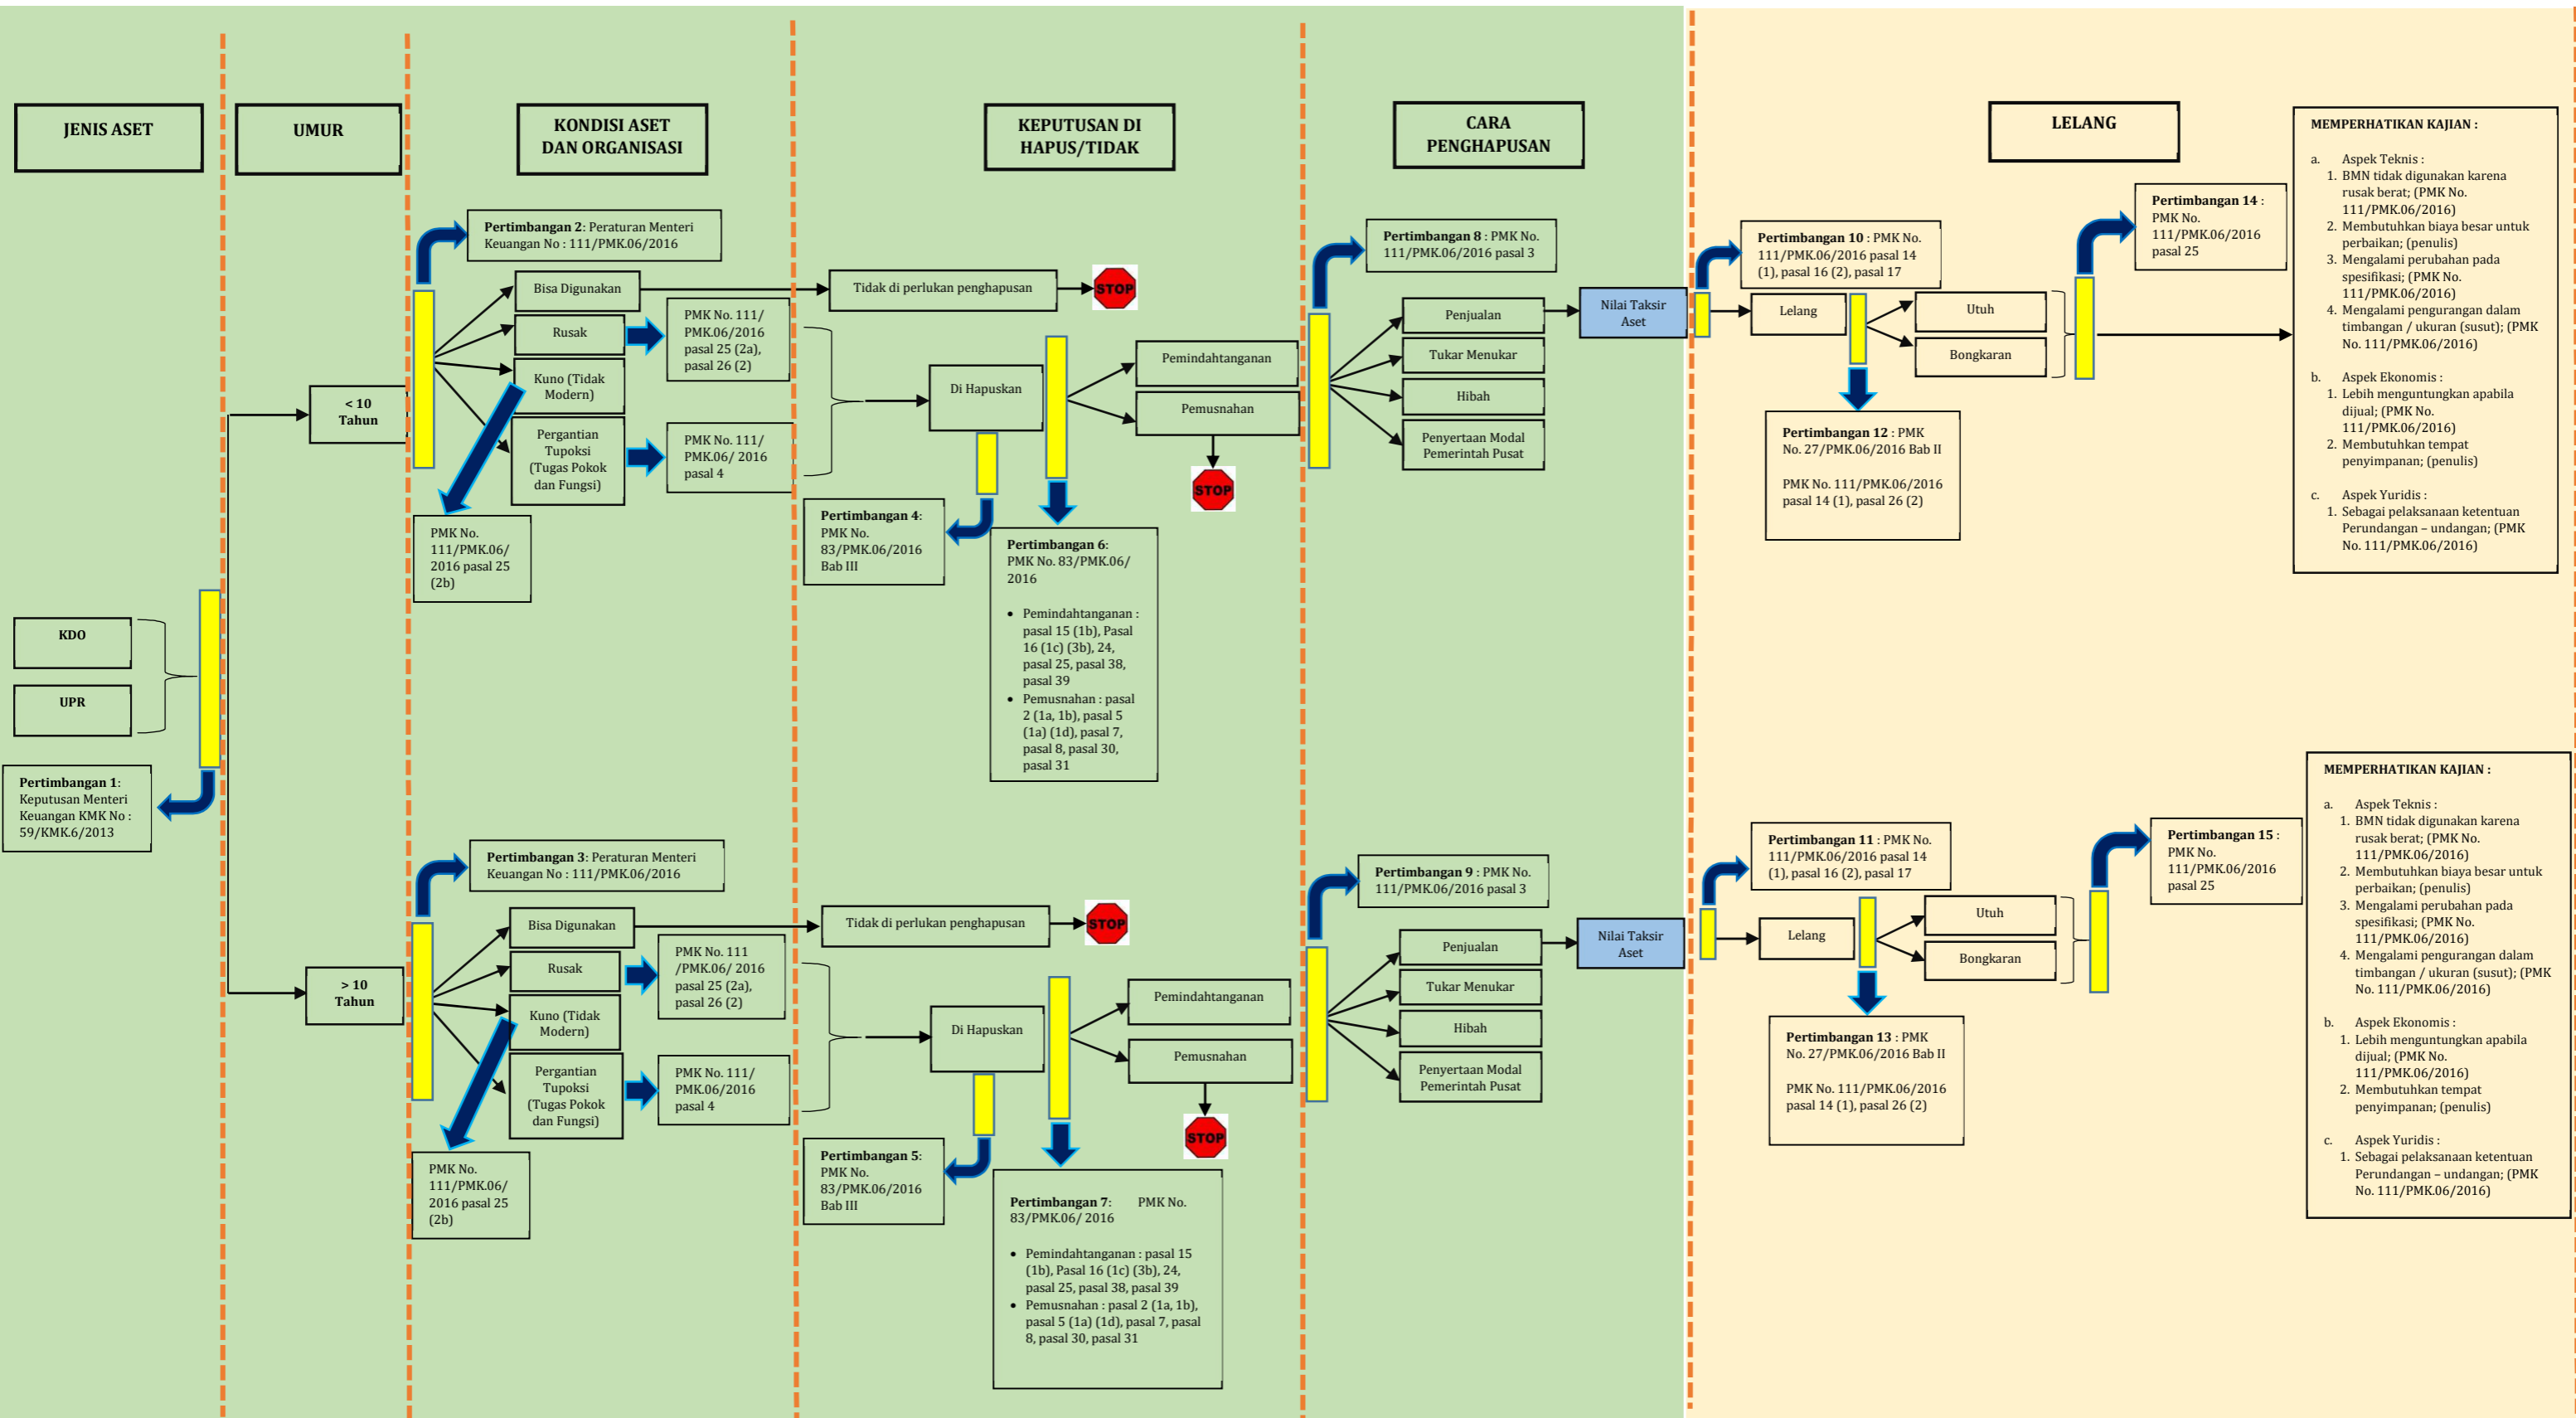 JENIS ASET
UMUR
KONDISI ASET
DAN ORGANISASI
KEPUTUSAN DI
HAPUS/TIDAK
CARA
PENGHAPUSAN
LELANG
KDO
UPR
Pertimbangan 1:
Keputusan Menteri
Keuangan KMK No :
59/KMK.6/2013
< 10
Tahun
Pertimbangan 2: Peraturan Menteri
Keuangan No : 111/PMK.06/2016
Bisa Digunakan
Rusak
Kuno (Tidak
Modern)
Pergantian
Tupoksi
(Tugas Pokok
dan Fungsi)
PMK No. 111/
PMK.06/2016
pasal 25 (2a),
pasal 26 (2)
PMK No. 111/
PMK.06/ 2016
pasal 4
PMK No.
111/PMK.06/
2016 pasal 25
(2b)
Tidak di perlukan penghapusan
STOP
Di Hapuskan
Pemindahtanganan
Pemusnahan
STOP
Pertimbangan 4:
PMK No.
83/PMK.06/2016
Bab III
Pertimbangan 6:
PMK No. 83/PMK.06/
2016
• Pemindahtanganan :
pasal 15 (1b), Pasal
16 (1c) (3b), 24,
pasal 25, pasal 38,
pasal 39
• Pemusnahan : pasal
2 (1a, 1b), pasal 5
(1a) (1d), pasal 7,
pasal 8, pasal 30,
pasal 31
Pertimbangan 8 : PMK No.
111/PMK.06/2016 pasal 3
Penjualan
Tukar Menukar
Hibah
Penyertaan Modal
Pemerintah Pusat
Nilai Taksir
Aset
Pertimbangan 10 : PMK No.
111/PMK.06/2016 pasal 14
(1), pasal 16 (2), pasal 17
Lelang
Utuh
Bongkaran
Pertimbangan 12 : PMK
No. 27/PMK.06/2016 Bab II
PMK No. 111/PMK.06/2016
pasal 14 (1), pasal 26 (2)
Pertimbangan 14 :
PMK No.
111/PMK.06/2016
pasal 25
MEMPERHATIKAN KAJIAN :
a. Aspek Teknis :
1. BMN tidak digunakan karena
rusak berat; (PMK No.
111/PMK.06/2016)
2. Membutuhkan biaya besar untuk
perbaikan; (penulis)
3. Mengalami perubahan pada
spesifikasi; (PMK No.
111/PMK.06/2016)
4. Mengalami pengurangan dalam
timbangan / ukuran (susut); (PMK
No. 111/PMK.06/2016)
b. Aspek Ekonomis :
1. Lebih menguntungkan apabila
dijual; (PMK No.
111/PMK.06/2016)
2. Membutuhkan tempat
penyimpanan; (penulis)
c. Aspek Yuridis :
1. Sebagai pelaksanaan ketentuan
Perundangan – undangan; (PMK
No. 111/PMK.06/2016)
> 10
Tahun
Pertimbangan 3: Peraturan Menteri
Keuangan No : 111/PMK.06/2016
Bisa Digunakan
Rusak
Kuno (Tidak
Modern)
Pergantian
Tupoksi
(Tugas Pokok
dan Fungsi)
PMK No. 111
/PMK.06/ 2016
pasal 25 (2a),
pasal 26 (2)
PMK No. 111/
PMK.06/2016
pasal 4
PMK No.
111/PMK.06/
2016 pasal 25
(2b)
Tidak di perlukan penghapusan
STOP
Di Hapuskan
Pemindahtanganan
Pemusnahan
STOP
Pertimbangan 5:
PMK No.
83/PMK.06/2016
Bab III
Pertimbangan 7: PMK No.
83/PMK.06/ 2016
• Pemindahtanganan : pasal 15
(1b), Pasal 16 (1c) (3b), 24,
pasal 25, pasal 38, pasal 39
• Pemusnahan : pasal 2 (1a, 1b),
pasal 5 (1a) (1d), pasal 7, pasal
8, pasal 30, pasal 31
Pertimbangan 9 : PMK No.
111/PMK.06/2016 pasal 3
Penjualan
Tukar Menukar
Hibah
Penyertaan Modal
Pemerintah Pusat
Nilai Taksir
Aset
Pertimbangan 11 : PMK No.
111/PMK.06/2016 pasal 14
(1), pasal 16 (2), pasal 17
Lelang
Utuh
Bongkaran
Pertimbangan 13 : PMK
No. 27/PMK.06/2016 Bab II
PMK No. 111/PMK.06/2016
pasal 14 (1), pasal 26 (2)
Pertimbangan 15 :
PMK No.
111/PMK.06/2016
pasal 25
MEMPERHATIKAN KAJIAN :
a. Aspek Teknis :
1. BMN tidak digunakan karena
rusak berat; (PMK No.
111/PMK.06/2016)
2. Membutuhkan biaya besar untuk
perbaikan; (penulis)
3. Mengalami perubahan pada
spesifikasi; (PMK No.
111/PMK.06/2016)
4. Mengalami pengurangan dalam
timbangan / ukuran (susut); (PMK
No. 111/PMK.06/2016)
b. Aspek Ekonomis :
1. Lebih menguntungkan apabila
dijual; (PMK No.
111/PMK.06/2016)
2. Membutuhkan tempat
penyimpanan; (penulis)
c. Aspek Yuridis :
1. Sebagai pelaksanaan ketentuan
Perundangan – undangan; (PMK
No. 111/PMK.06/2016)